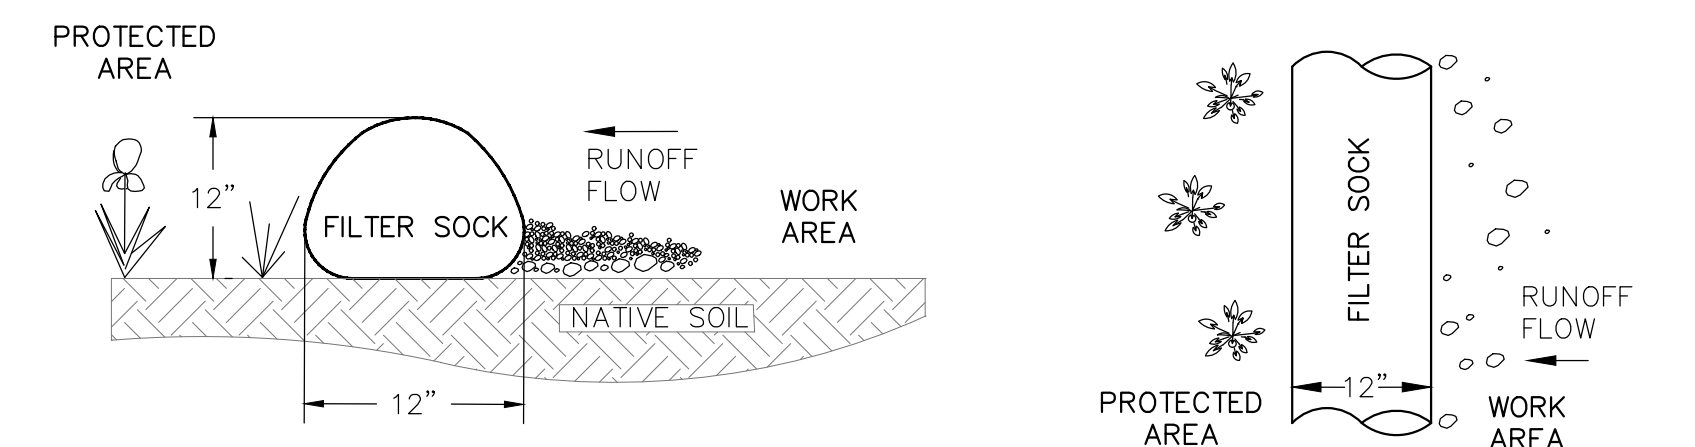 PROTECTED
AREA
12”
FILTER SOCK
RUNOFF
FLOW
WORK
AREA
NATIVE SOIL
12”
FILTER SOCK
RUNOFF
FLOW
12”
PROTECTED
AREA
WORK
AREA